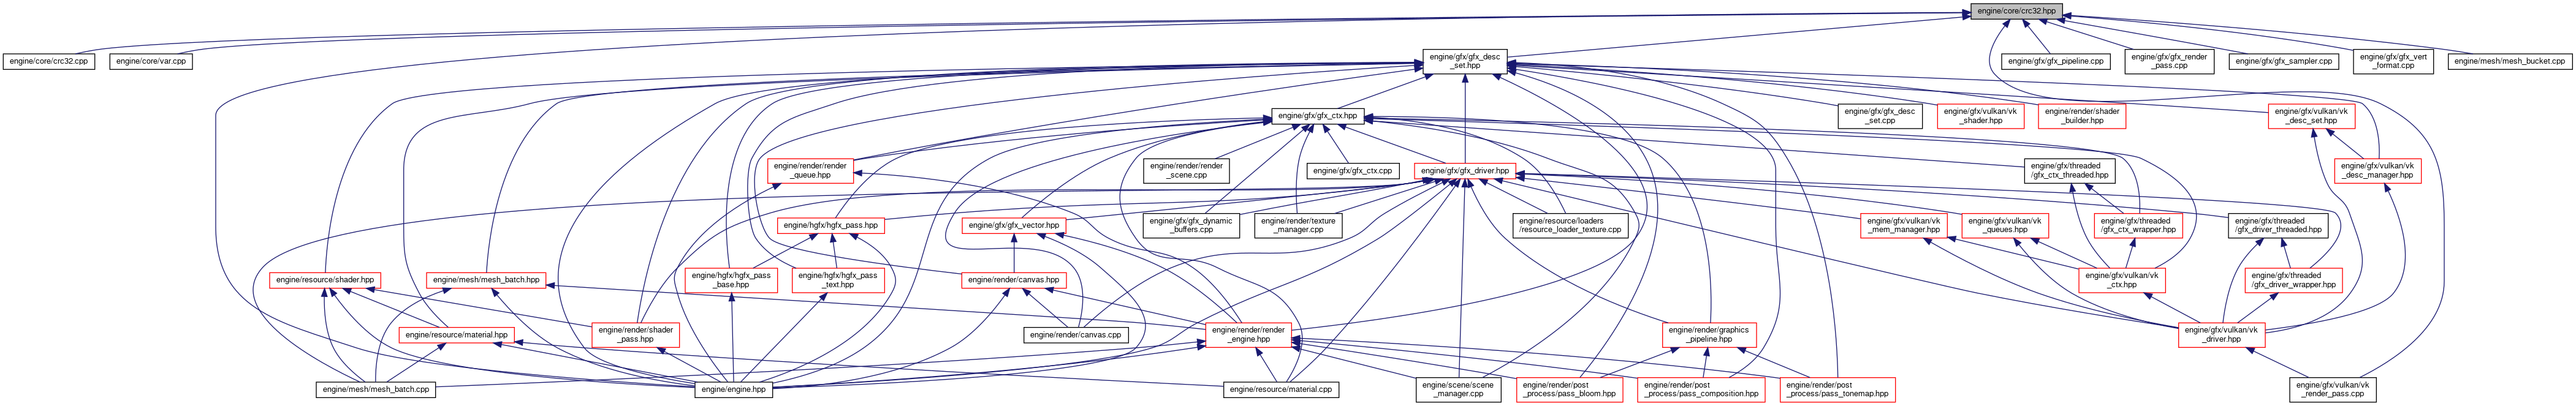 engine/core/crc32.hpp
engine/core/crc32.cpp
engine/core/var.cpp
engine/gfx/gfx_desc
_set.hpp
engine/gfx/gfx_pipeline.cpp
engine/gfx/gfx_render
_pass.cpp
engine/gfx/gfx_sampler.cpp
engine/gfx/gfx_vert
_format.cpp
engine/mesh/mesh_bucket.cpp
engine/gfx/gfx_ctx.hpp
engine/gfx/gfx_desc
_set.cpp
engine/gfx/vulkan/vk
_shader.hpp
engine/render/shader
_builder.hpp
engine/gfx/vulkan/vk
_desc_set.hpp
engine/render/render
_queue.hpp
engine/render/render
_scene.cpp
engine/gfx/gfx_ctx.cpp
engine/gfx/gfx_driver.hpp
engine/gfx/threaded
/gfx_ctx_threaded.hpp
engine/gfx/vulkan/vk
_desc_manager.hpp
engine/hgfx/hgfx_pass.hpp
engine/gfx/gfx_vector.hpp
engine/gfx/gfx_dynamic
_buffers.cpp
engine/render/texture
_manager.cpp
engine/resource/loaders
/resource_loader_texture.cpp
engine/gfx/vulkan/vk
_mem_manager.hpp
engine/gfx/vulkan/vk
_queues.hpp
engine/gfx/threaded
/gfx_ctx_wrapper.hpp
engine/gfx/threaded
/gfx_driver_threaded.hpp
engine/resource/shader.hpp
engine/mesh/mesh_batch.hpp
engine/hgfx/hgfx_pass
_base.hpp
engine/hgfx/hgfx_pass
_text.hpp
engine/render/canvas.hpp
engine/gfx/vulkan/vk
_ctx.hpp
engine/gfx/threaded
/gfx_driver_wrapper.hpp
engine/resource/material.hpp
engine/render/shader
_pass.hpp
engine/render/canvas.cpp
engine/render/render
_engine.hpp
engine/render/graphics
_pipeline.hpp
engine/gfx/vulkan/vk
_driver.hpp
engine/mesh/mesh_batch.cpp
engine/engine.hpp
engine/resource/material.cpp
engine/scene/scene
_manager.cpp
engine/render/post
_process/pass_bloom.hpp
engine/render/post
_process/pass_composition.hpp
engine/render/post
_process/pass_tonemap.hpp
engine/gfx/vulkan/vk
_render_pass.cpp